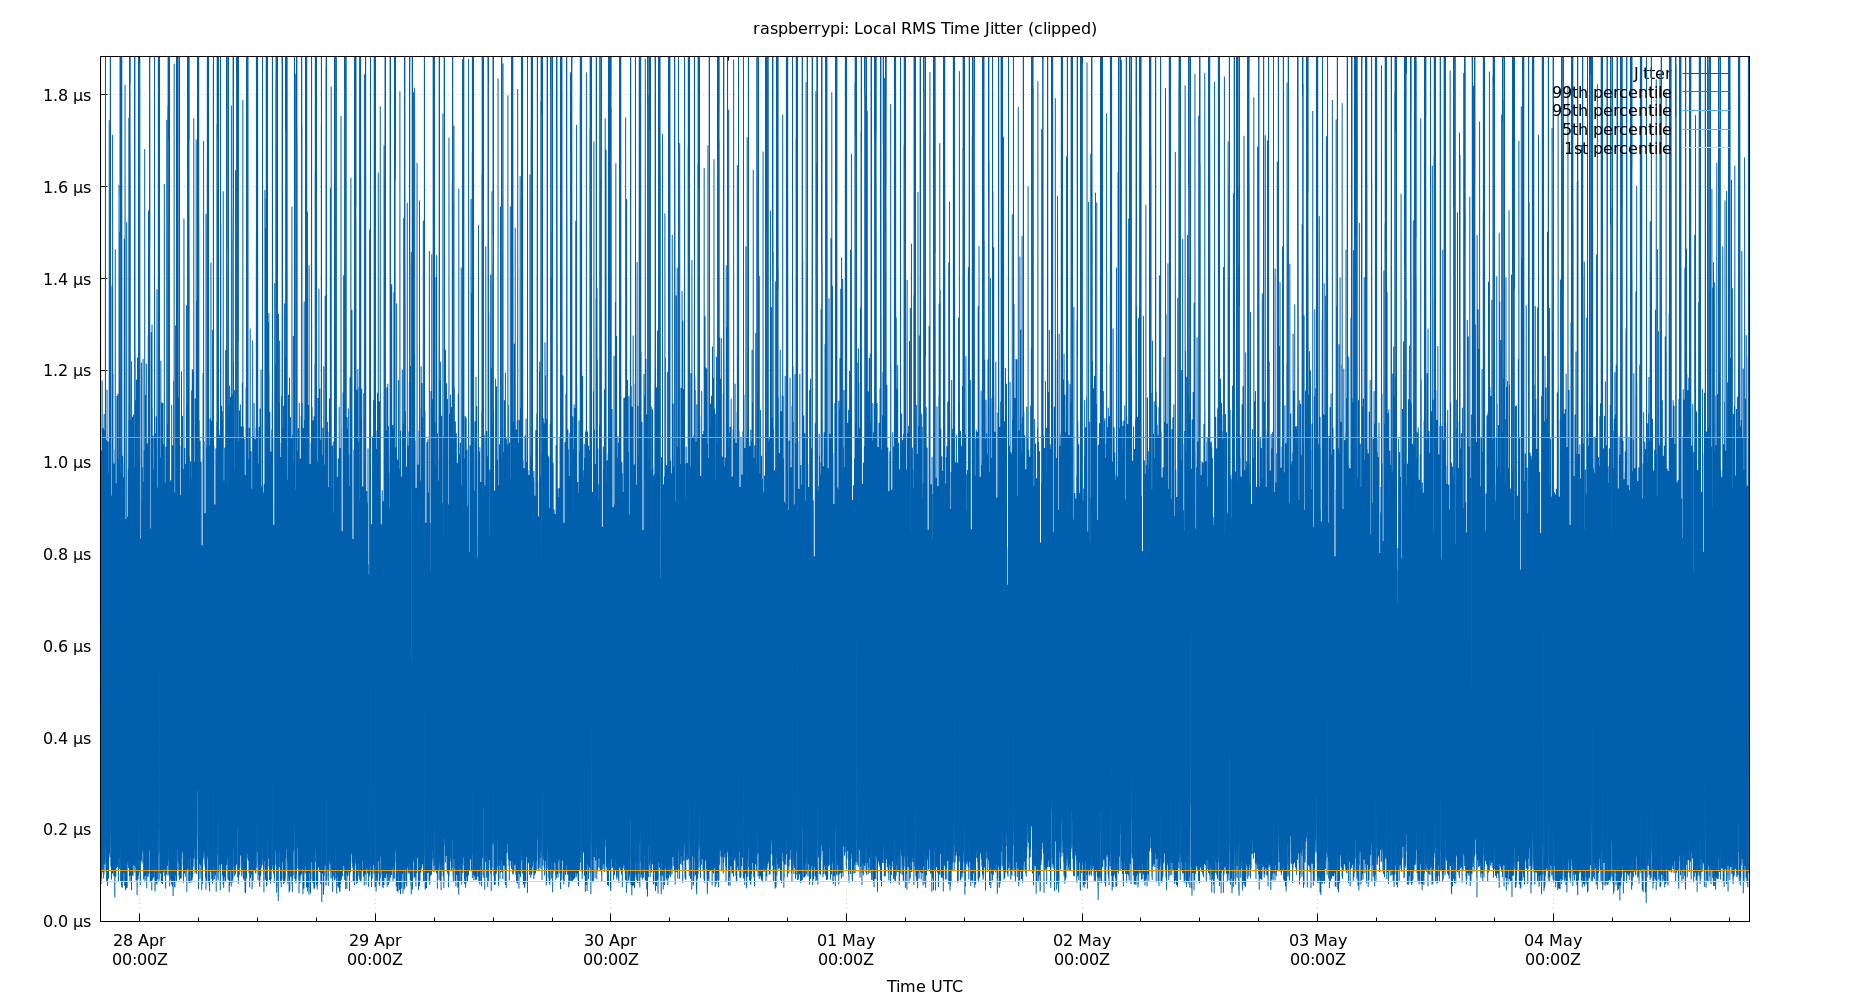 raspberrypi: Local RMS Time Jitter (clipped)
Jitter
99th percentile
95th percentile
5th percentile
1st percentile
1.8 µs
1.6 µs
1.4 µs
1.2 µs
1.0 µs
0.8 µs
0.6 µs
0.4 µs
0.2 µs
0.0 µs
28 Apr 29 Apr 30 Apr 01 May 02 May 03 May 04 May
00:00Z 00:00Z 00:00Z 00:00Z 00:00Z 00:00Z 00:00Z
Time UTC